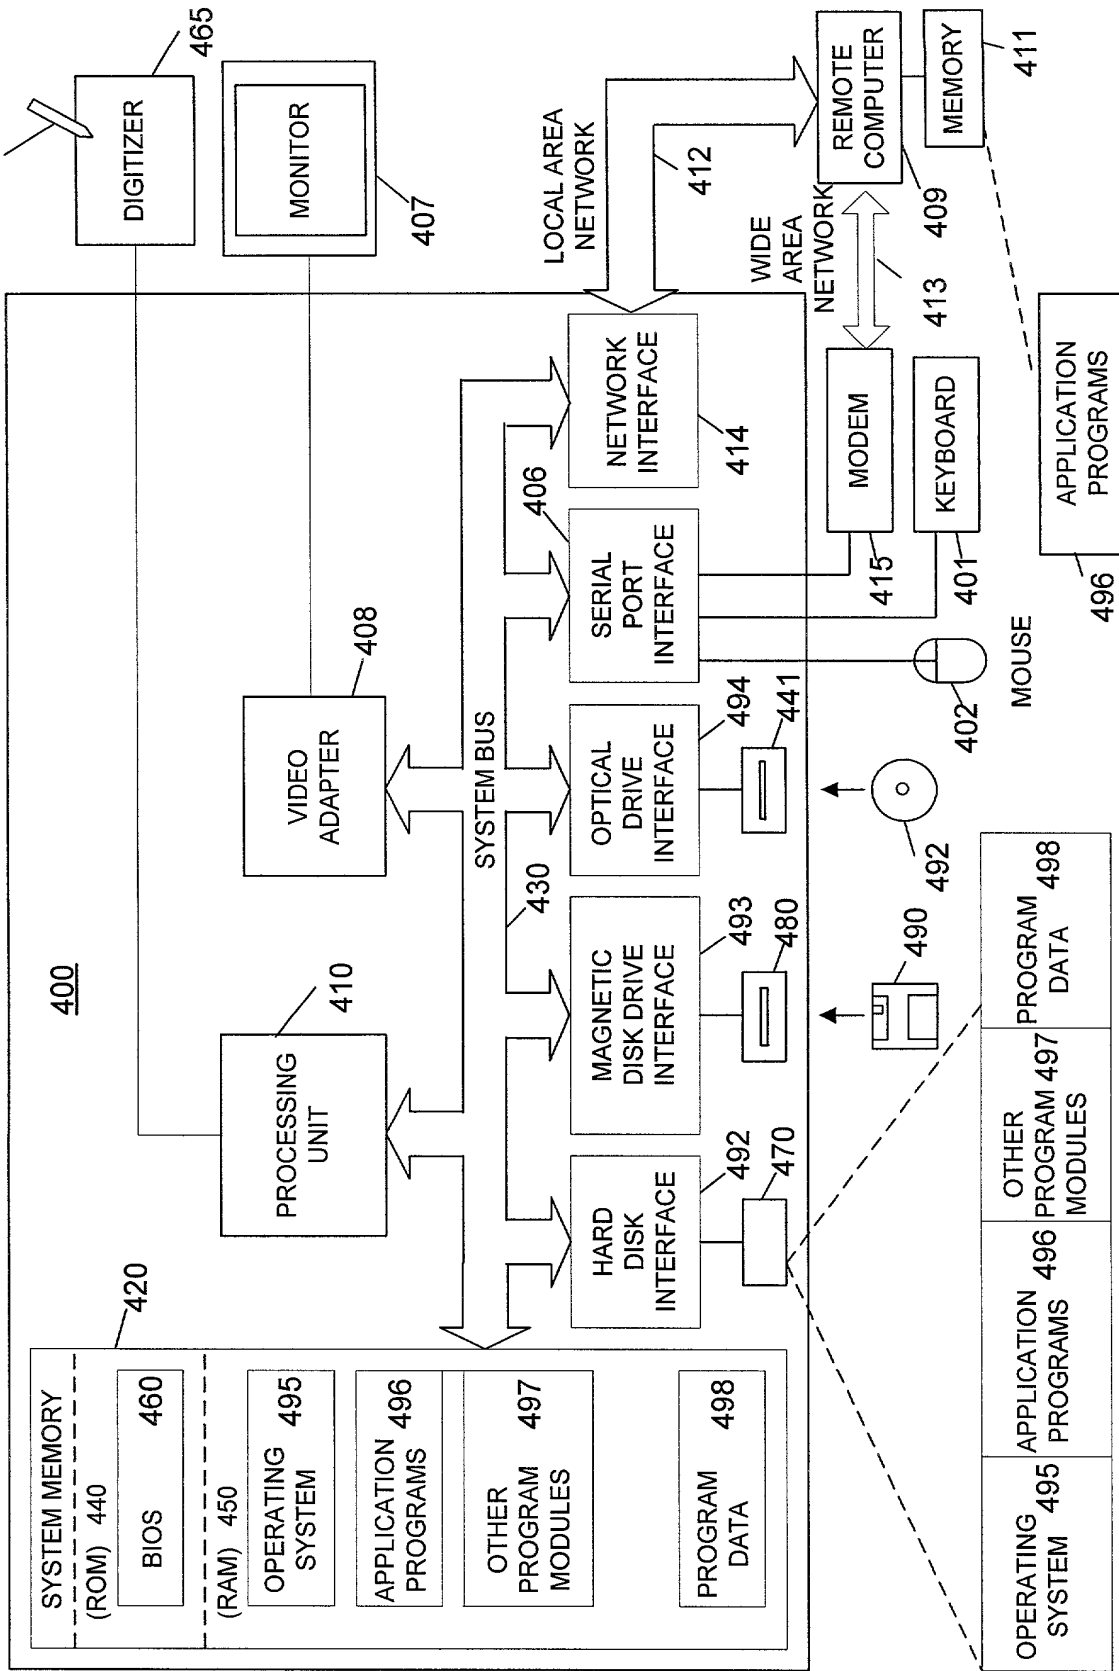 400
SYSTEM MEMORY
(ROM) 440
BIOS 460
(RAM) 450
OPERATING
SYSTEM 495
APPLICATION
PROGRAMS 496
OTHER
PROGRAM
MODULES
497
PROGRAM
DATA
498
420
PROCESSING
UNIT
410
VIDEO
ADAPTER
408
DIGITIZER
465
MONITOR
407
SYSTEM BUS
430
HARD
DISK
INTERFACE
492
470
MAGNETIC
DISK DRIVE
INTERFACE
493
480
OPTICAL
DRIVE
INTERFACE
494
441
SERIAL
PORT
INTERFACE
406
NETWORK
INTERFACE
414
LOCAL AREA
NETWORK
412
WIDE
AREA
NETWORK
413
REMOTE
COMPUTER
409
MEMORY
411
MODEM
415
KEYBOARD
401
402
MOUSE
490
492
OPERATING
SYSTEM 495
APPLICATION
PROGRAMS 496
OTHER
PROGRAM 497
MODULES
PROGRAM
DATA 498
APPLICATION
PROGRAMS
496